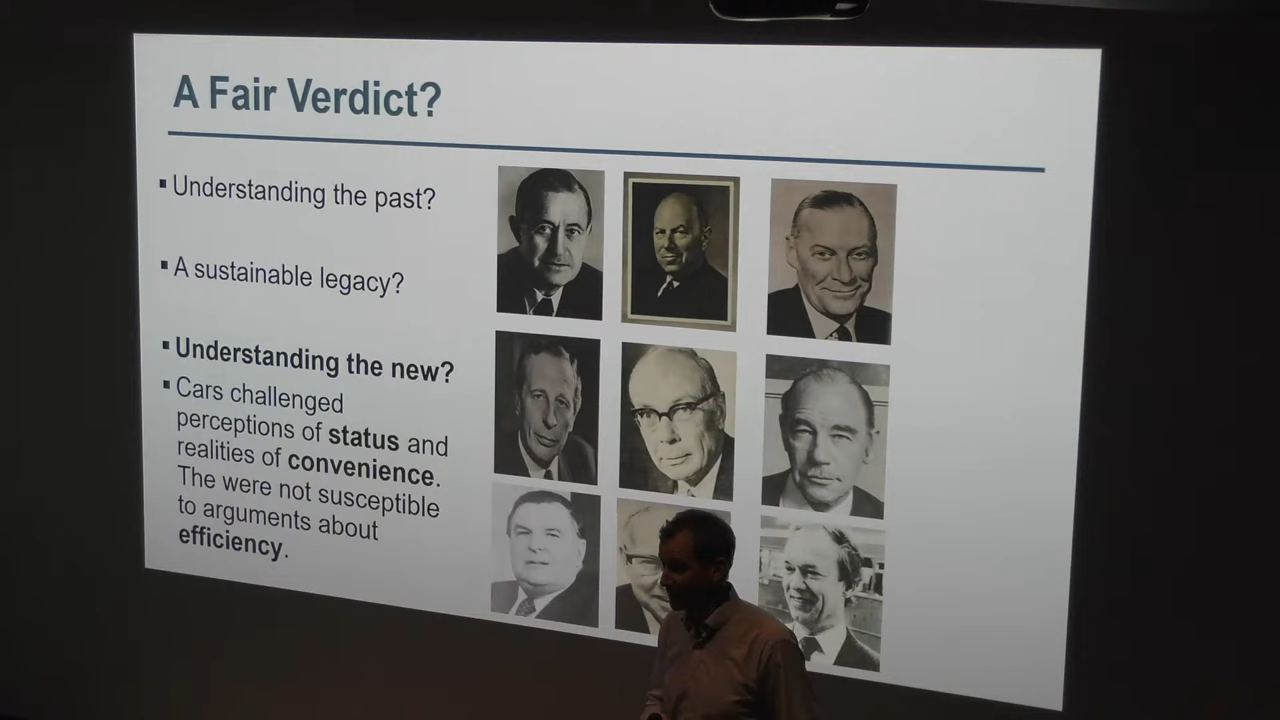 A Fair Verdict?
▪ Understanding the past?
▪ A sustainable legacy?
▪ Understanding the new?
▪ Cars challenged
perceptions of status and
realities of convenience.
The were not susceptible
to arguments about
efficiency.